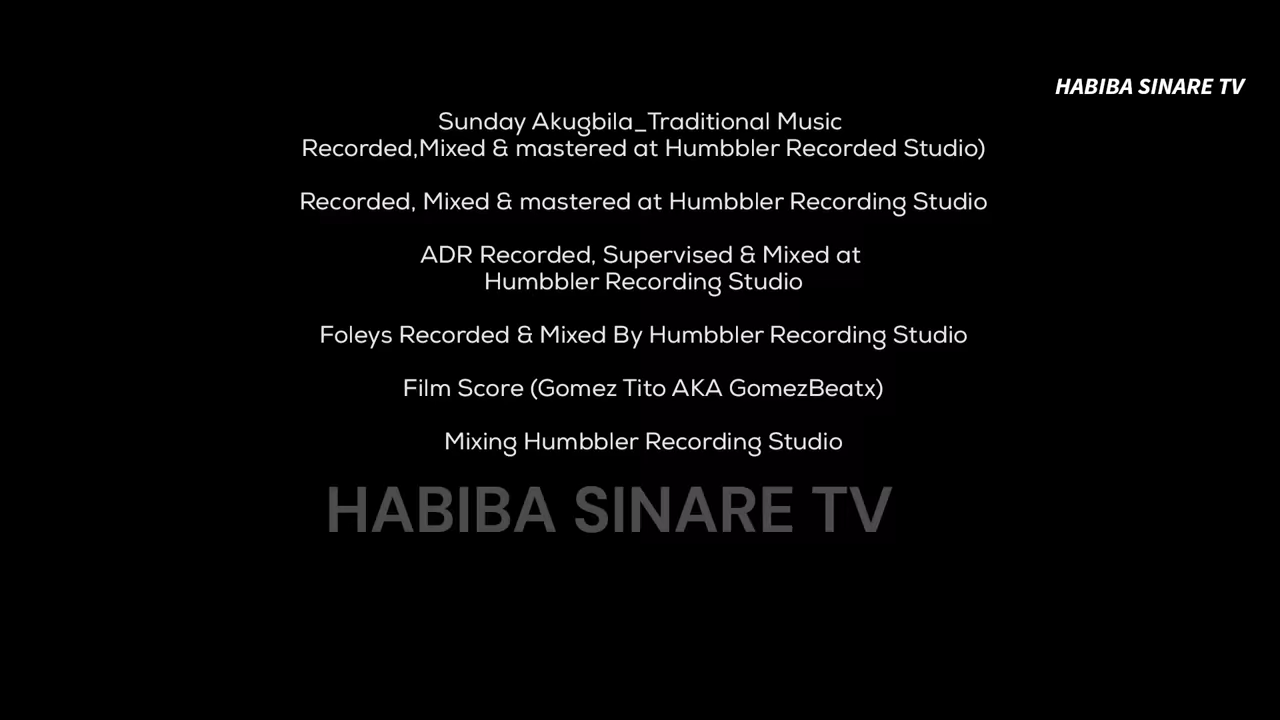 HABIBA SINARE TV
Sunday Akugbila_Traditional Music
Recorded,Mixed & mastered at Humbbler Recorded Studio)
Recorded, Mixed & mastered at Humbbler Recording Studio
ADR Recorded, Supervised & Mixed at
Humbbler Recording Studio
Foleys Recorded & Mixed By Humbbler Recording Studio
Film Score (Gomez Tito AKA GomezBeatx)
Mixing Humbbler Recording Studio
HABIBA SINARE TV